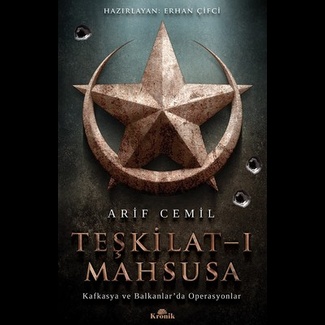 HAZIRLAYAN: ERHAN ÇİFCİ
ARİF CEMİL
TEŞKİLAT-I
MAHSUSA
Kafkasya ve Balkanlar'da Operasyonlar
Kronik